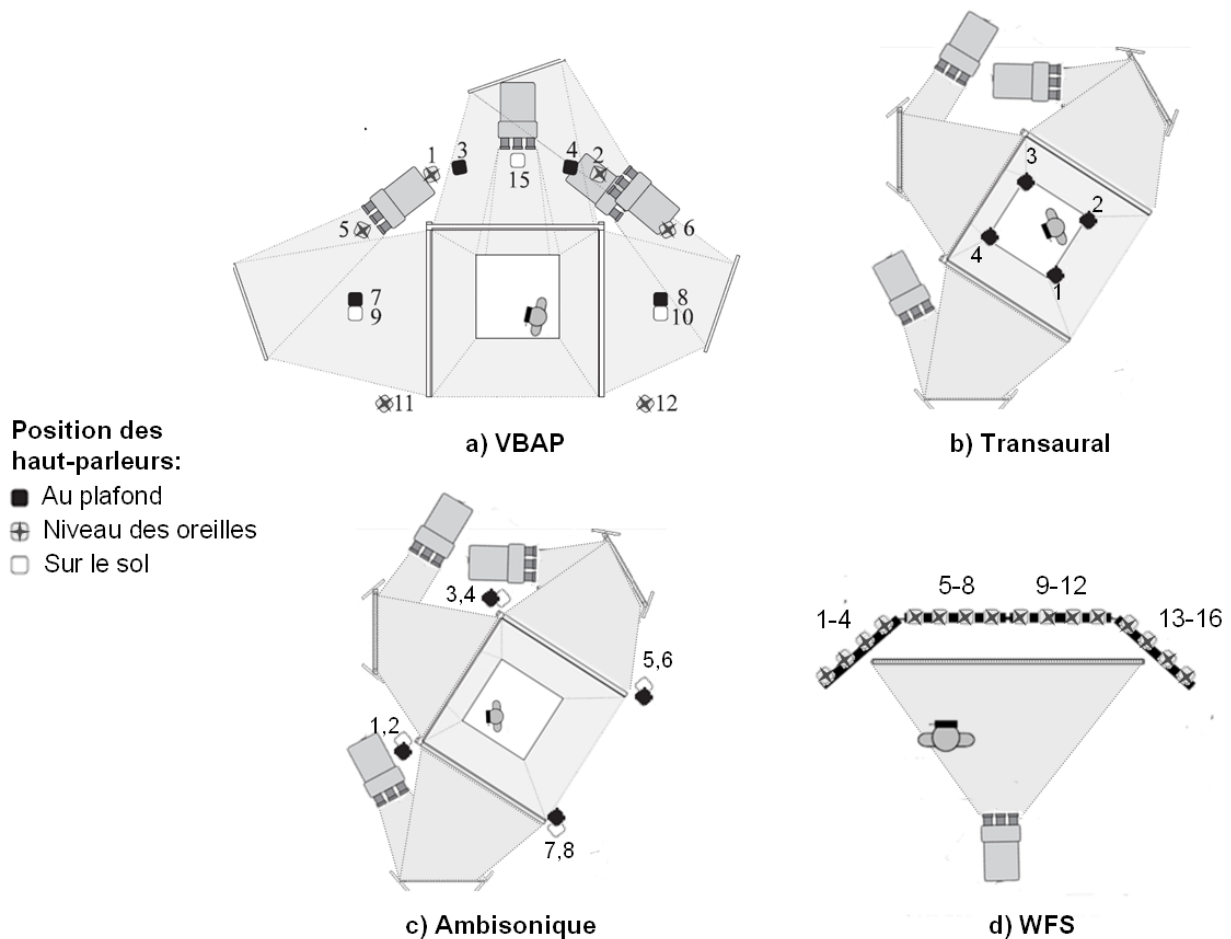 1
3
4
2
15
5
6
7
9
8
10
11
12
a) VBAP
3
2
4
1
b) Transaural
Position des
haut-parleurs:
Au plafond
Niveau des oreilles
Sur le sol
3,4
5,6
1,2
7,8
c) Ambisonique
5-8
9-12
1-4
13-16
d) WFS